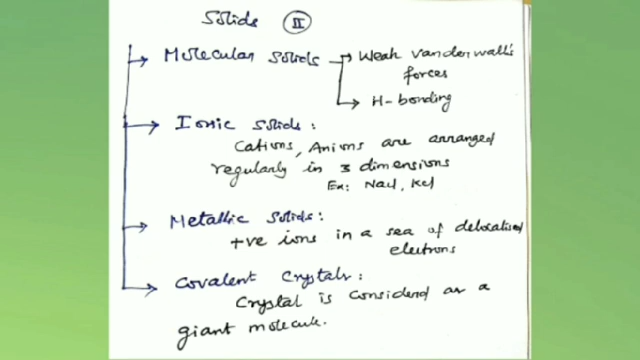 Solids II
Molecular solids → Weak vanderwall's
forces
→ H-bonding
Ionic solids :
Cations, Anions are arranged
regularly in 3 dimensions
Ex: Nacl, kcl
Metallic solids :
+ve ions in a sea of delocalised
electrons
Covalent Crystals :
Crystal is considered as a
giant molecule.